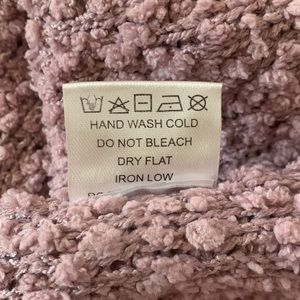 HAND WASH COLD
DO NOT BLEACH
DRY FLAT
IRON LOW